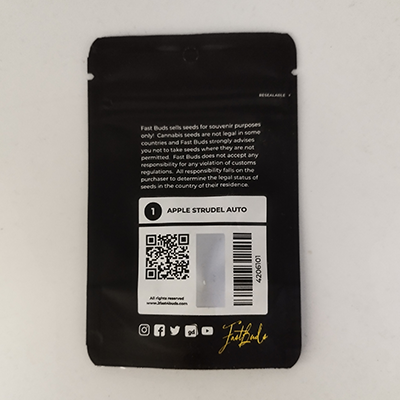 RESEALABLE
Fast Buds sells seeds for souvenir purposes
only! Cannabis seeds are not legal in some
countries and Fast Buds strongly advises
you not to take seeds where they are not
permitted. Fast Buds does not accept any
responsibility for any violation of customs
regulations. All responsibility falls on the
purchaser to determine the legal status of
seeds in the country of their residence.
1 APPLE STRUDEL AUTO
4206101
All rights reserved
www.2fastbuds.com
gd
FastBuds